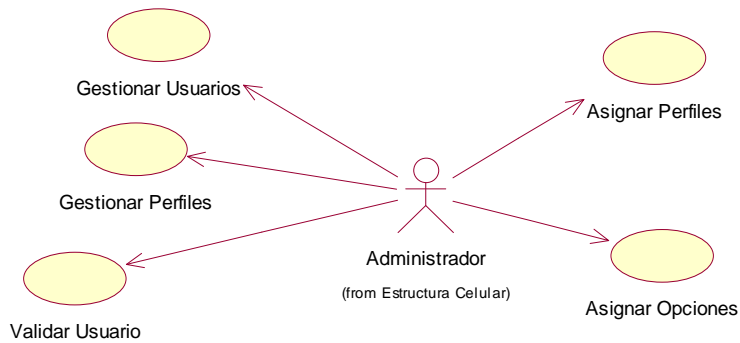 Gestionar Usuarios
Asignar Perfiles
Gestionar Perfiles
Administrador
(from Estructura Celular)
Asignar Opciones
Validar Usuario